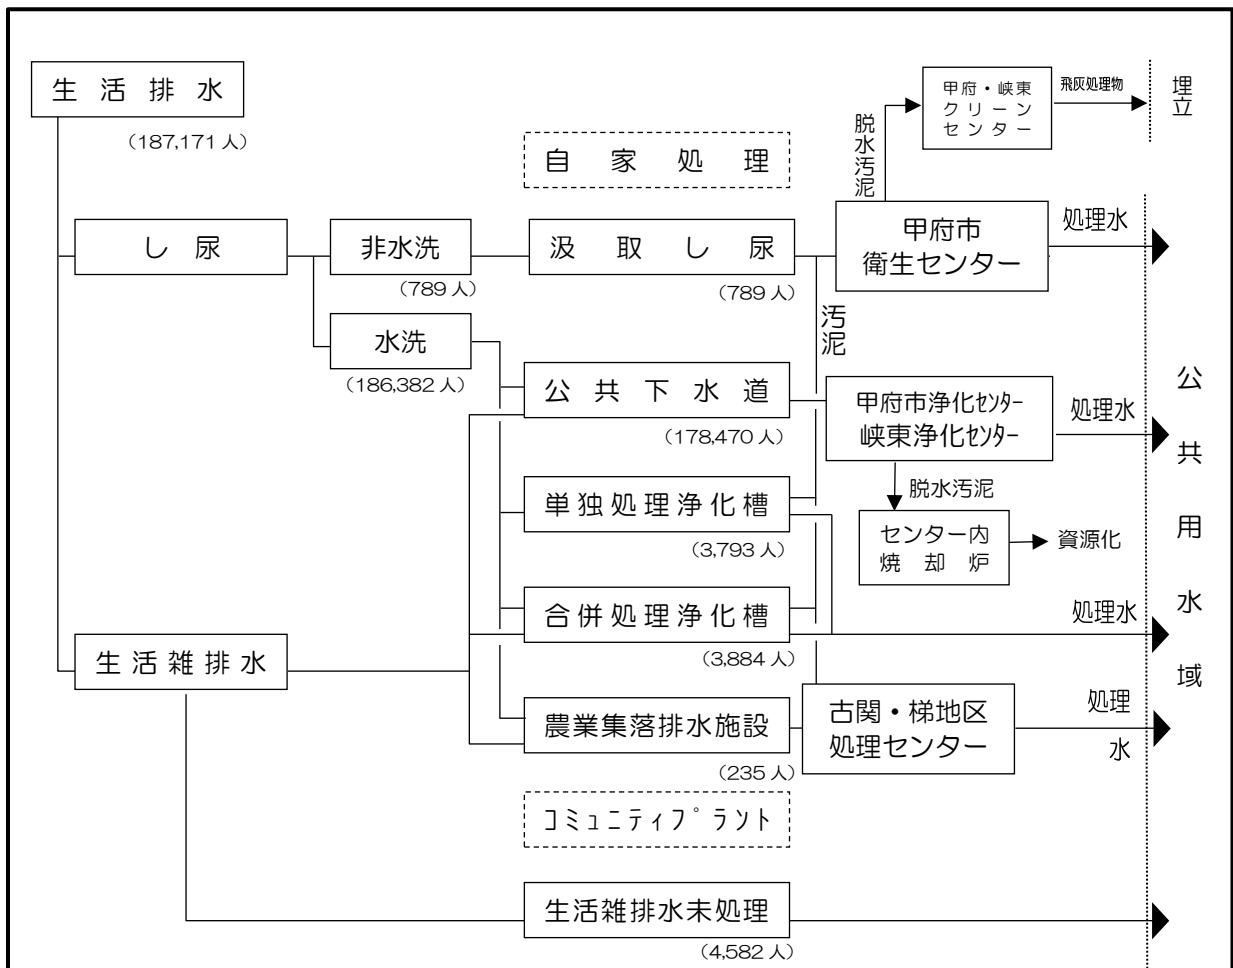 生活排水
（187,171人）
甲府・峡東
クリーン
センター
飛灰処理物
埋立
脱水汚泥
自家処理
し尿
非水洗
（789人）
汲取し尿
（789人）
甲府市
衛生センター
処理水
汚泥
水洗
（186,382人）
公共下水道
（178,470人）
甲府市浄化ｾﾝﾀｰ
峡東浄化ｾﾝﾀｰ
処理水
公共用水域
脱水汚泥
単独処理浄化槽
（3,793人）
センター内
焼却炉
資源化
合併処理浄化槽
（3,884人）
処理水
生活雑排水
農業集落排水施設
（235人）
古関・梯地区
処理センター
処理
水
ｺﾐｭﾆﾃｨﾌﾟﾗﾝﾄ
生活雑排水未処理
（4,582人）